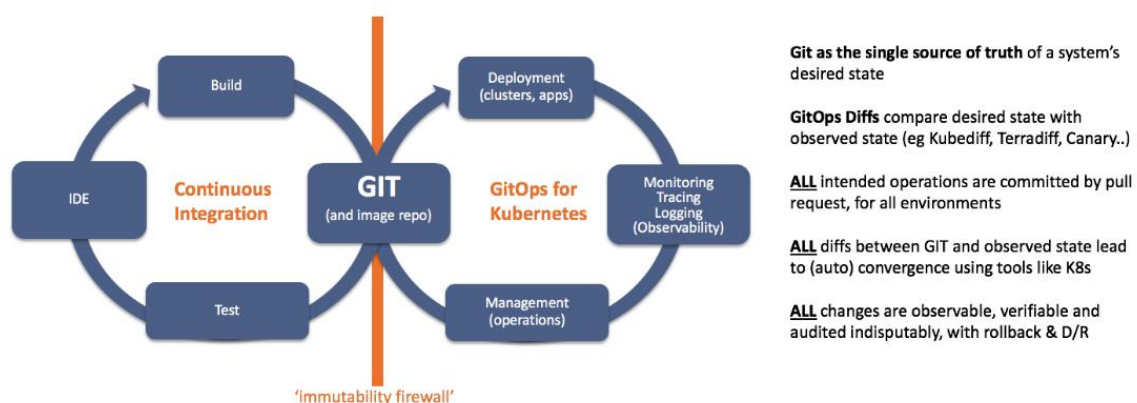 Build
IDE
Continuous
Integration
Test
GIT
(and image repo)
Deployment
(clusters, apps)
GitOps for
Kubernetes
Monitoring
Tracing
Logging
(Observability)
Management
(operations)
'immutability firewall'
Git as the single source of truth of a system's
desired state
GitOps Diffs compare desired state with
observed state (eg Kubediff, Terradiff, Canary..)
ALL intended operations are committed by pull
request, for all environments
ALL diffs between GIT and observed state lead
to (auto) convergence using tools like K8s
ALL changes are observable, verifiable and
audited indisputably, with rollback & D/R